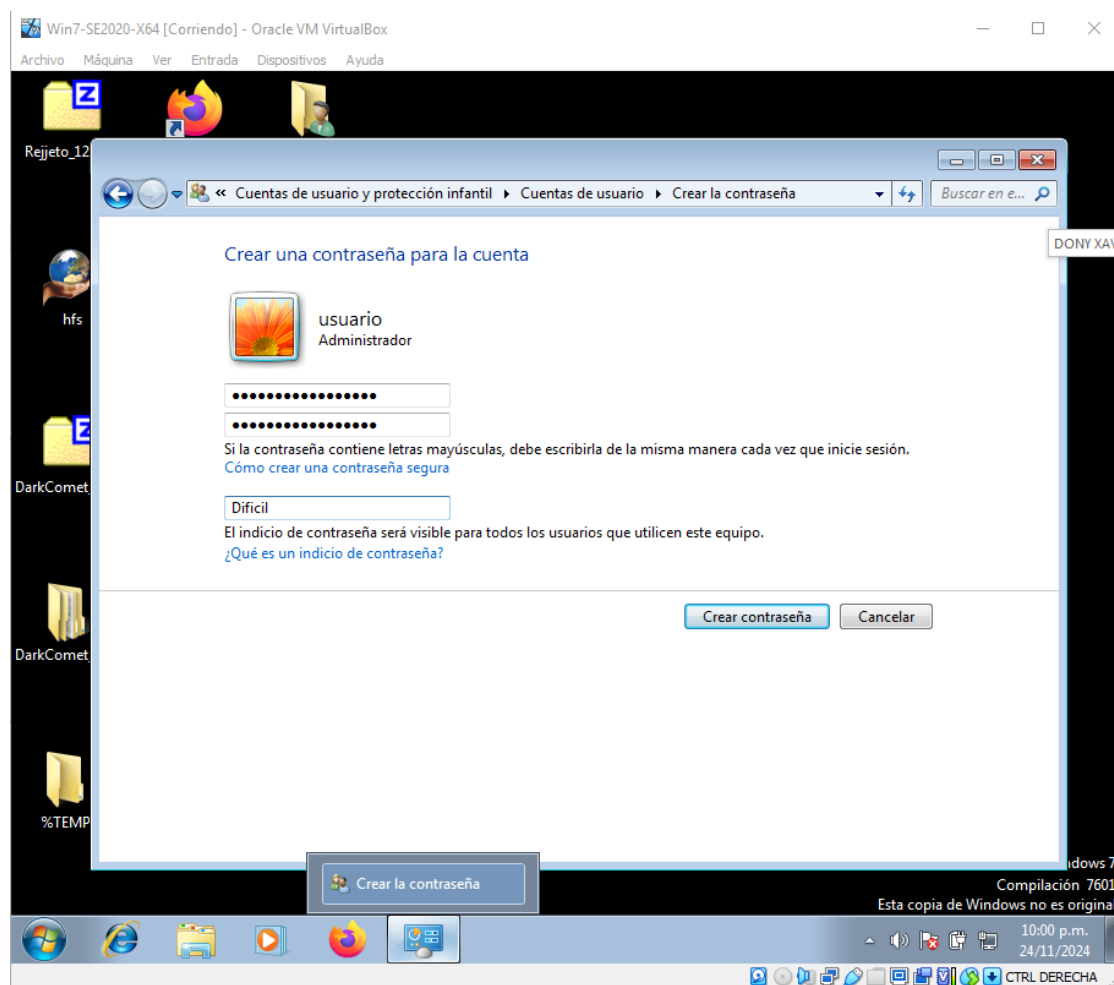 Win7-SE2020-X64 [Corriendo] - Oracle VM VirtualBox
Archivo Máquina Ver Entrada Dispositivos Ayuda
Z
Rejjeto_12
« Cuentas de usuario y protección infantil ▸ Cuentas de usuario ▸ Crear la contraseña
Buscar en e...
DONY XAV
Crear una contraseña para la cuenta
usuario
Administrador
hfs
•••••••••••••••••
•••••••••••••••••
Si la contraseña contiene letras mayúsculas, debe escribirla de la misma manera cada vez que inicie sesión.
Cómo crear una contraseña segura
Z
DarkComet
Dificil
El indicio de contraseña será visible para todos los usuarios que utilicen este equipo.
¿Qué es un indicio de contraseña?
Crear contraseña
Cancelar
DarkComet
%TEMP
Crear la contraseña
dows 7
Compilación 7601
Esta copia de Windows no es original
10:00 p.m.
24/11/2024
CTRL DERECHA